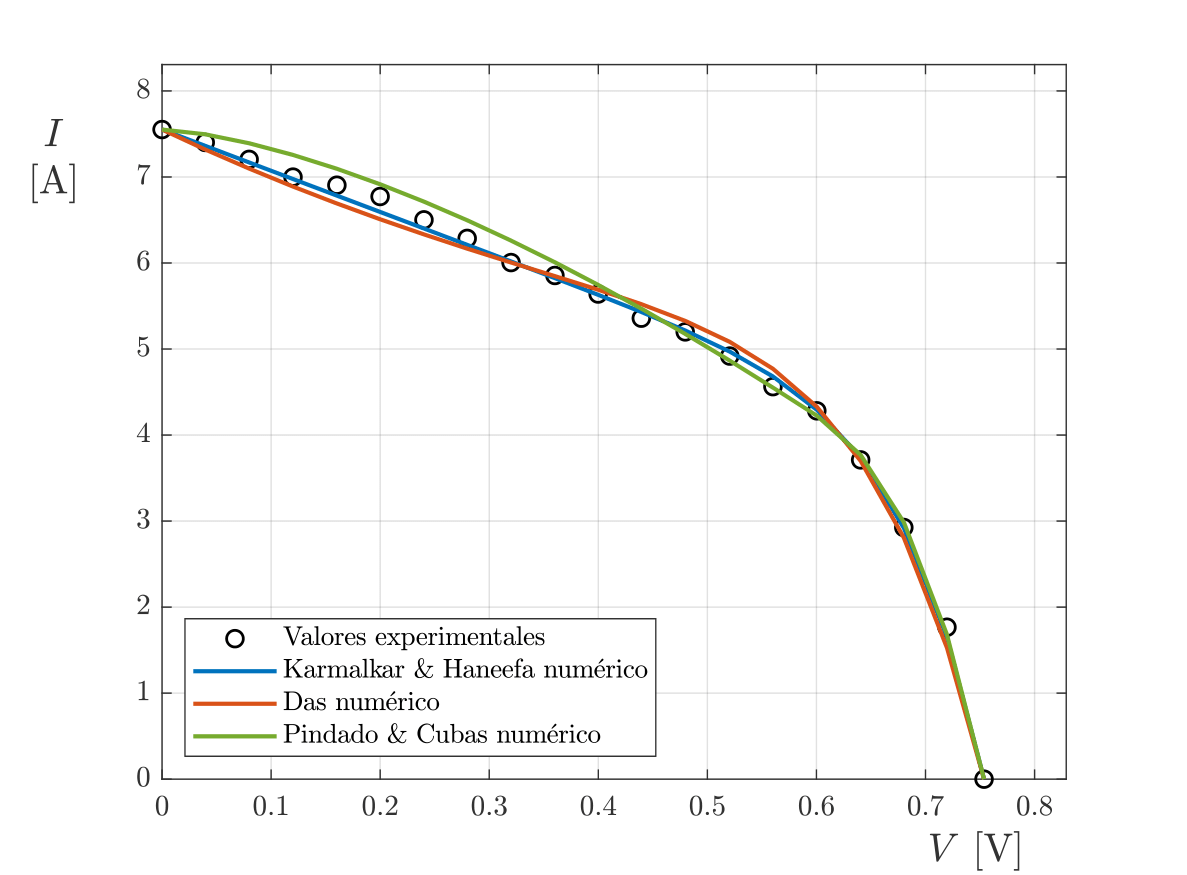 8
I
[A]
7
6
5
4
3
2
1
0
Valores experimentales
Karmalkar & Haneefa numérico
Das numérico
Pindado & Cubas numérico
0 0.1 0.2 0.3 0.4 0.5 0.6 0.7 0.8
V [V]